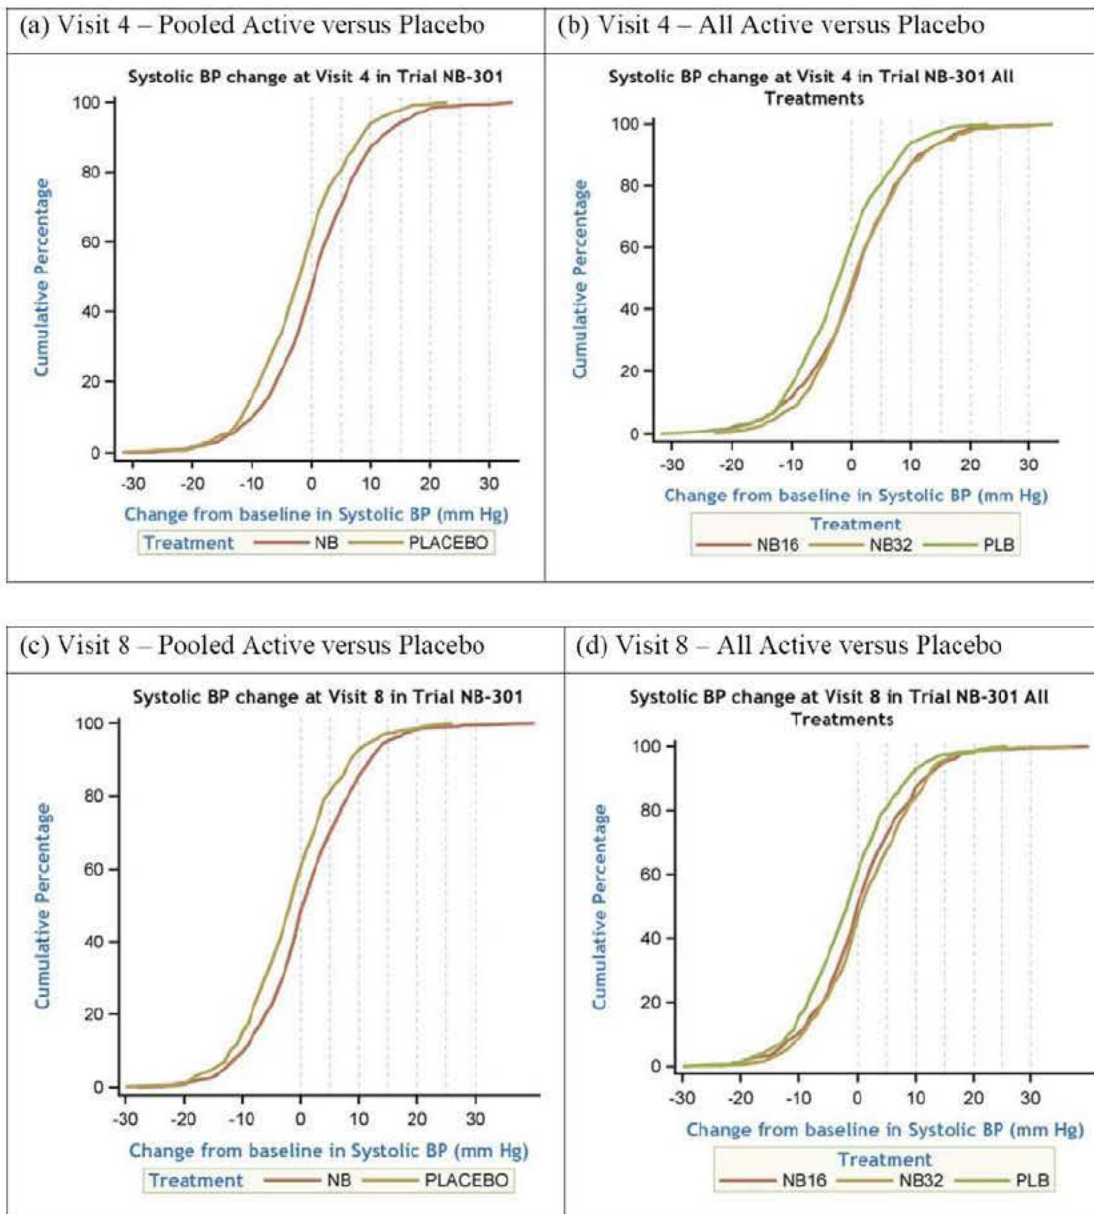 (a) Visit 4 – Pooled Active versus Placebo
Systolic BP change at Visit 4 in Trial NB-301
100
80
60
40
20
0
Cumulative Percentage
-30 -20 -10 0 10 20 30
Change from baseline in Systolic BP (mm Hg)
Treatment NB PLACEBO
(b) Visit 4 – All Active versus Placebo
Systolic BP change at Visit 4 in Trial NB-301 All
Treatments
100
80
60
40
20
0
Cumulative Percentage
-30 -20 -10 0 10 20 30
Change from baseline in Systolic BP (mm Hg)
Treatment
NB16 NB32 PLB
(c) Visit 8 – Pooled Active versus Placebo
Systolic BP change at Visit 8 in Trial NB-301
100
80
60
40
20
0
Cumulative Percentage
-30 -20 -10 0 10 20 30
Change from baseline in Systolic BP (mm Hg)
Treatment NB PLACEBO
(d) Visit 8 – All Active versus Placebo
Systolic BP change at Visit 8 in Trial NB-301 All
Treatments
100
80
60
40
20
0
Cumulative Percentage
-30 -20 -10 0 10 20 30
Change from baseline in Systolic BP (mm Hg)
Treatment
NB16 NB32 PLB